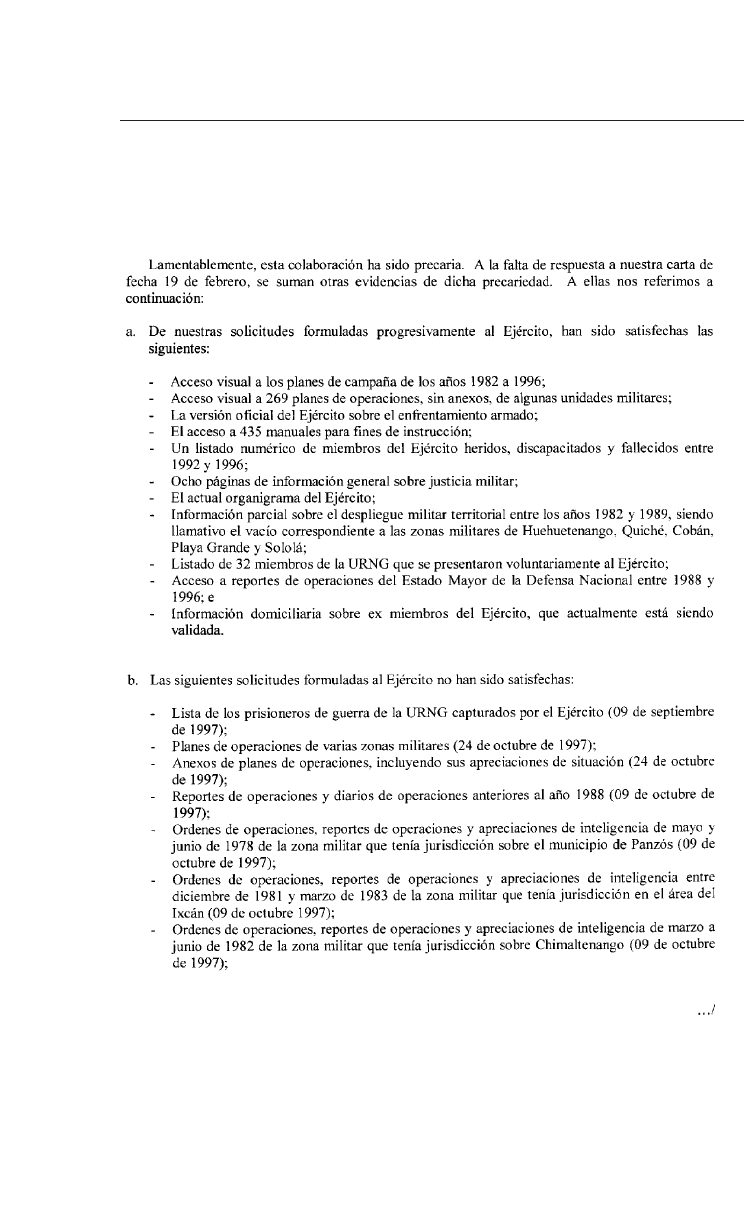 Lamentablemente, esta colaboración ha sido precaria. A la falta de respuesta a nuestra carta de
fecha 19 de febrero, se suman otras evidencias de dicha precariedad. A ellas nos referimos a
continuación:
a. De nuestras solicitudes formuladas progresivamente al Ejército, han sido satisfechas las
siguientes:
- Acceso visual a los planes de campaña de los años 1982 a 1996;
- Acceso visual a 269 planes de operaciones, sin anexos, de algunas unidades militares;
- La versión oficial del Ejército sobre el enfrentamiento armado;
- El acceso a 435 manuales para fines de instrucción;
- Un listado numérico de miembros del Ejército heridos, discapacitados y fallecidos entre
1992 y 1996;
- Ocho páginas de información general sobre justicia militar;
- El actual organigrama del Ejército;
- Información parcial sobre el despliegue militar territorial entre los años 1982 y 1989, siendo
llamativo el vacío correspondiente a las zonas militares de Huehuetenango, Quiché, Cobán,
Playa Grande y Sololá;
- Listado de 32 miembros de la URNG que se presentaron voluntariamente al Ejército;
- Acceso a reportes de operaciones del Estado Mayor de la Defensa Nacional entre 1988 y
1996; e
- Información domiciliaria sobre ex miembros del Ejército, que actualmente está siendo
validada.
b. Las siguientes solicitudes formuladas al Ejército no han sido satisfechas:
- Lista de los prisioneros de guerra de la URNG capturados por el Ejército (09 de septiembre
de 1997);
- Planes de operaciones de varias zonas militares (24 de octubre de 1997);
- Anexos de planes de operaciones, incluyendo sus apreciaciones de situación (24 de octubre
de 1997);
- Reportes de operaciones y diarios de operaciones anteriores al año 1988 (09 de octubre de
1997);
- Ordenes de operaciones, reportes de operaciones y apreciaciones de inteligencia de mayo y
junio de 1978 de la zona militar que tenía jurisdicción sobre el municipio de Panzós (09 de
octubre de 1997);
- Ordenes de operaciones, reportes de operaciones y apreciaciones de inteligencia entre
diciembre de 1981 y marzo de 1983 de la zona militar que tenía jurisdicción en el área del
Ixcán (09 de octubre 1997);
- Ordenes de operaciones, reportes de operaciones y apreciaciones de inteligencia de marzo a
junio de 1982 de la zona militar que tenía jurisdicción sobre Chimaltenango (09 de octubre
de 1997);
.../